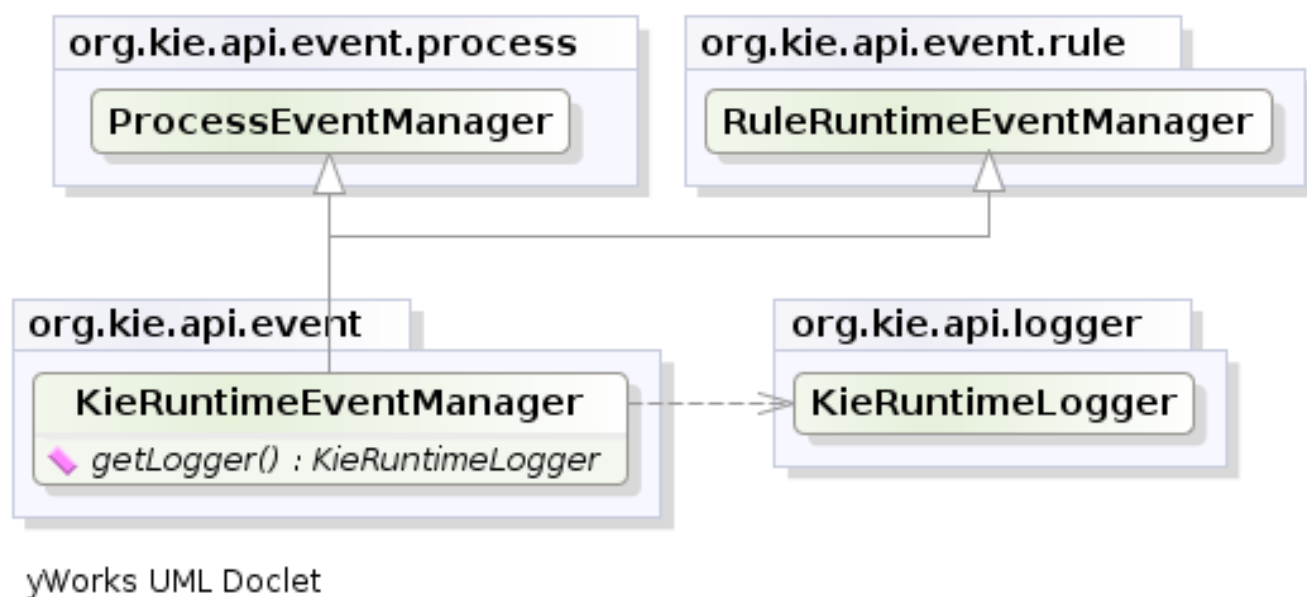 org.kie.api.event.process
ProcessEventManager
org.kie.api.event.rule
RuleRuntimeEventManager
org.kie.api.event
KieRuntimeEventManager
getLogger() : KieRuntimeLogger
org.kie.api.logger
KieRuntimeLogger
yWorks UML Doclet